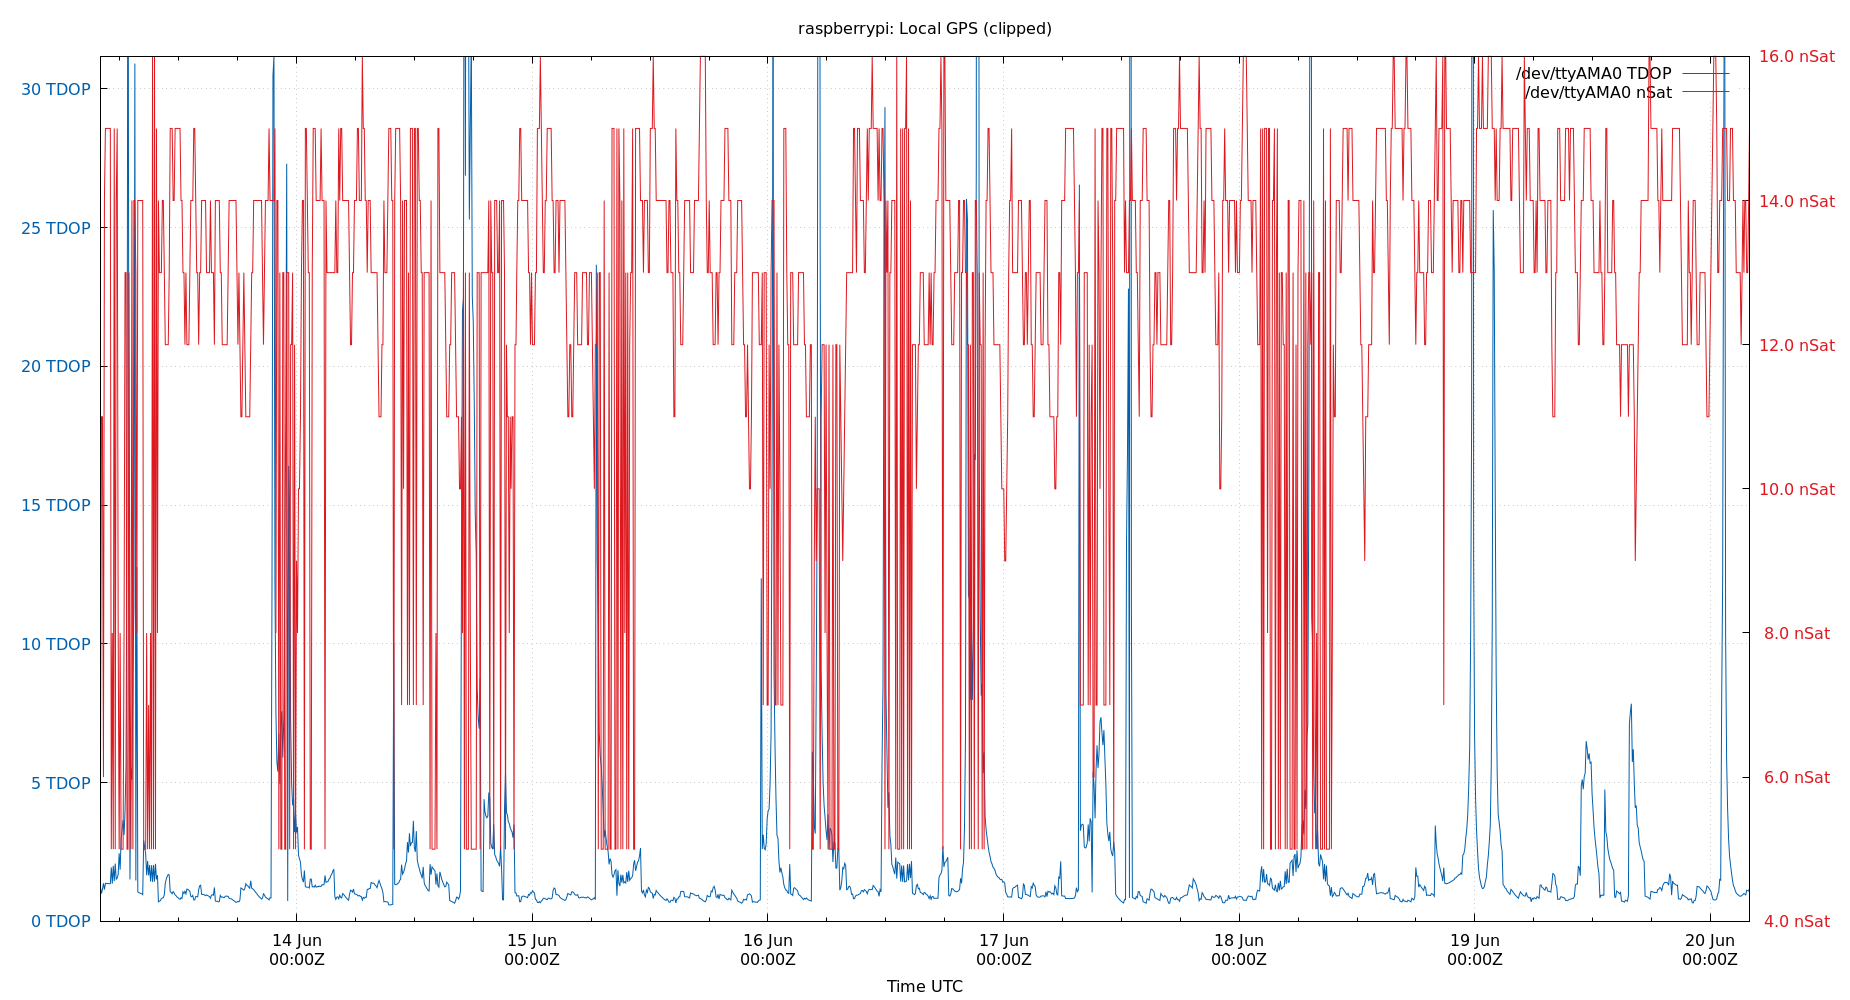 raspberrypi: Local GPS (clipped)
/dev/ttyAMA0 TDOP
/dev/ttyAMA0 nSat
30 TDOP
25 TDOP
20 TDOP
15 TDOP
10 TDOP
5 TDOP
0 TDOP
16.0 nSat
14.0 nSat
12.0 nSat
10.0 nSat
8.0 nSat
6.0 nSat
4.0 nSat
14 Jun
00:00Z
15 Jun
00:00Z
16 Jun
00:00Z
17 Jun
00:00Z
18 Jun
00:00Z
19 Jun
00:00Z
20 Jun
00:00Z
Time UTC